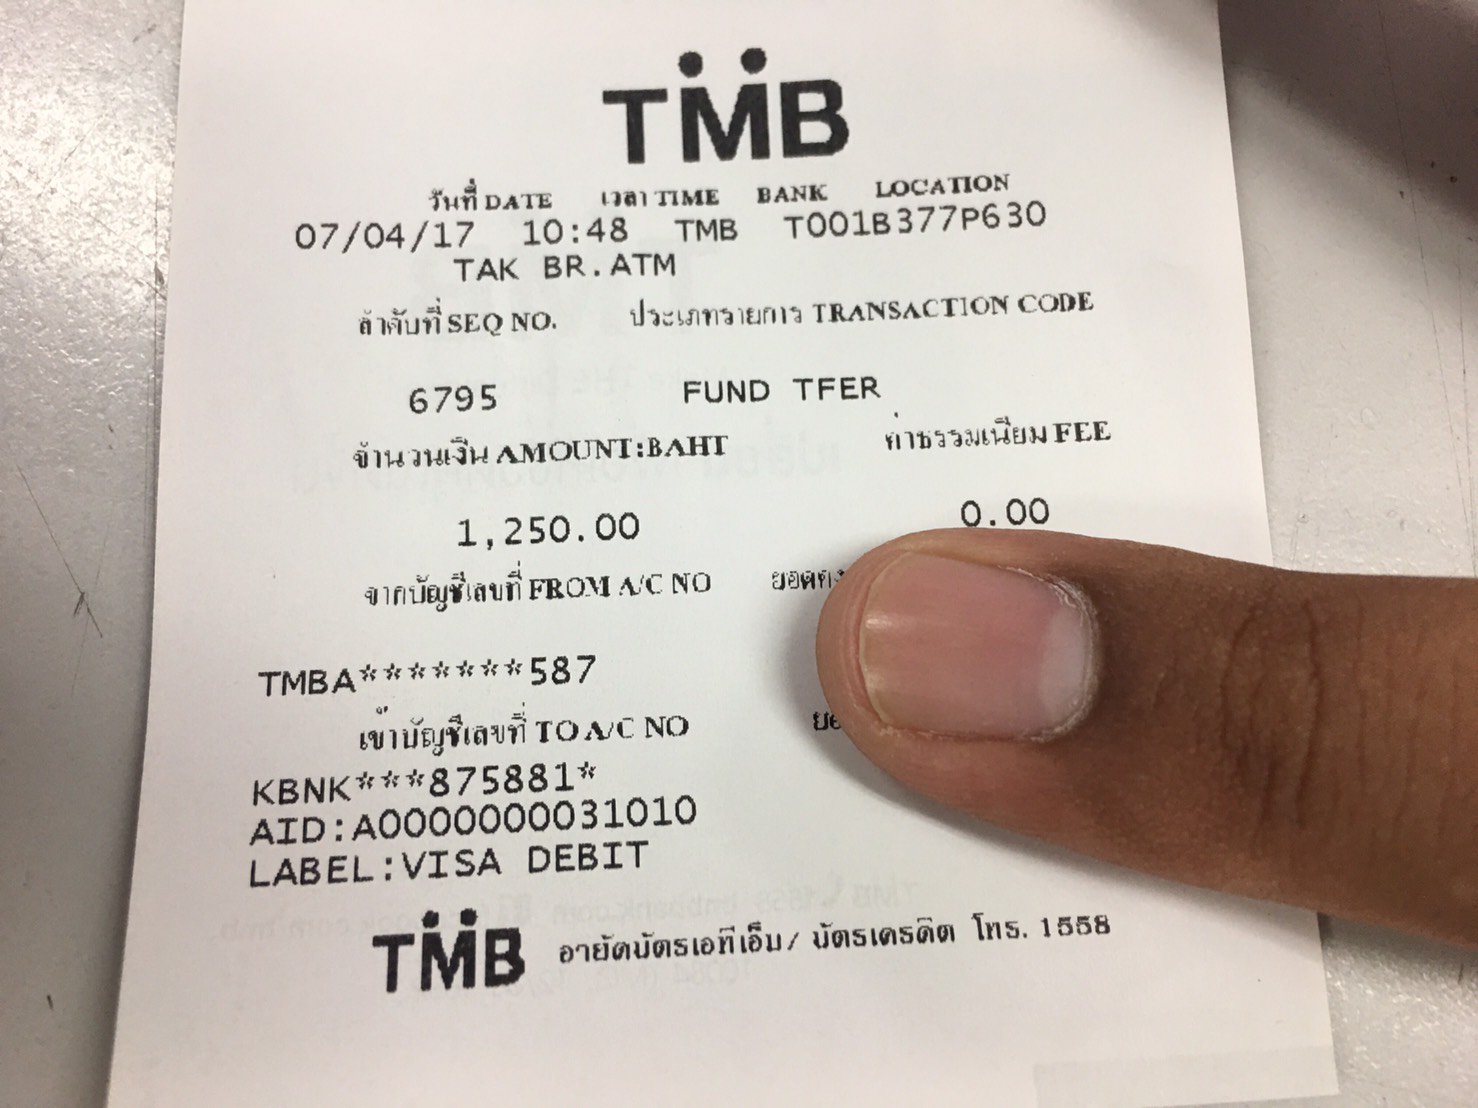 TMB
วันที่ DATE เวลา TIME BANK LOCATION
07/04/17 10:48 TMB T001B377P630
TAK BR.ATM
ลำดับที่ SEQ NO. ประเภทรายการ TRANSACTION CODE
6795 FUND TFER
จำนวนเงิน AMOUNT:BAHT ค่าธรรมเนียม FEE
1,250.00 0.00
จากบัญชีเลขที่ FROM A/C NO
TMBA*******587
เข้าบัญชีเลขที่ TO A/C NO
KBNK***875881*
AID:A0000000031010
LABEL:VISA DEBIT
TMB อายัดบัตรเอทีเอ็ม/ บัตรเครดิต โทร. 1558